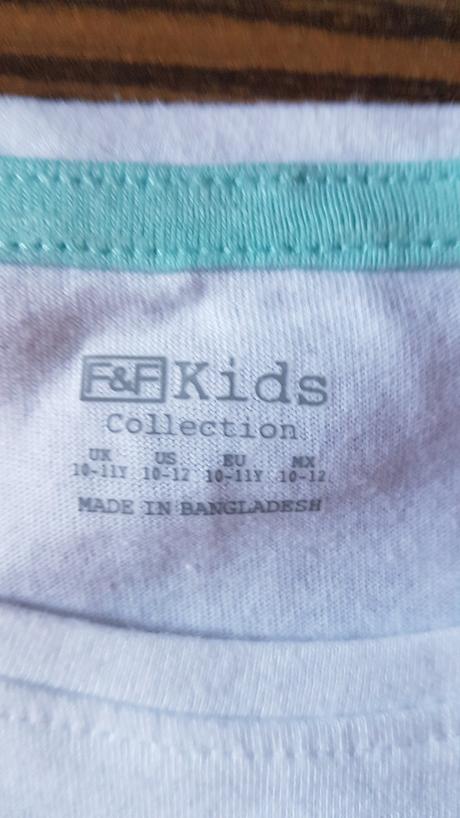 F&F Kids
Collection
UK US EU MX
10-11Y 10-12 10-11Y 10-12
MADE IN BANGLADESH